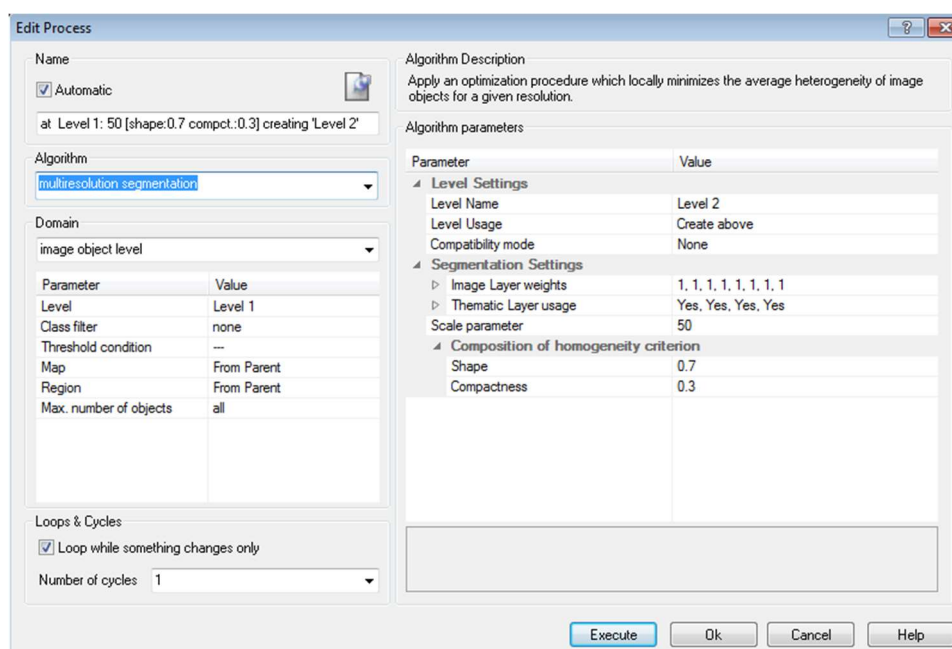 Edit Process
Name
Automatic
at Level 1: 50 [shape:0.7 compct.:0.3] creating 'Level 2'
Algorithm
multiresolution segmentation
Domain
image object level
Parameter Value
Level Level 1
Class filter none
Threshold condition ---
Map From Parent
Region From Parent
Max. number of objects all
Loops & Cycles
Loop while something changes only
Number of cycles 1
Algorithm Description
Apply an optimization procedure which locally minimizes the average heterogeneity of image
objects for a given resolution.
Algorithm parameters
Parameter Value
Level Settings
Level Name Level 2
Level Usage Create above
Compatibility mode None
Segmentation Settings
Image Layer weights 1, 1, 1, 1, 1, 1, 1, 1
Thematic Layer usage Yes, Yes, Yes, Yes
Scale parameter 50
Composition of homogeneity criterion
Shape 0.7
Compactness 0.3
Execute Ok Cancel Help